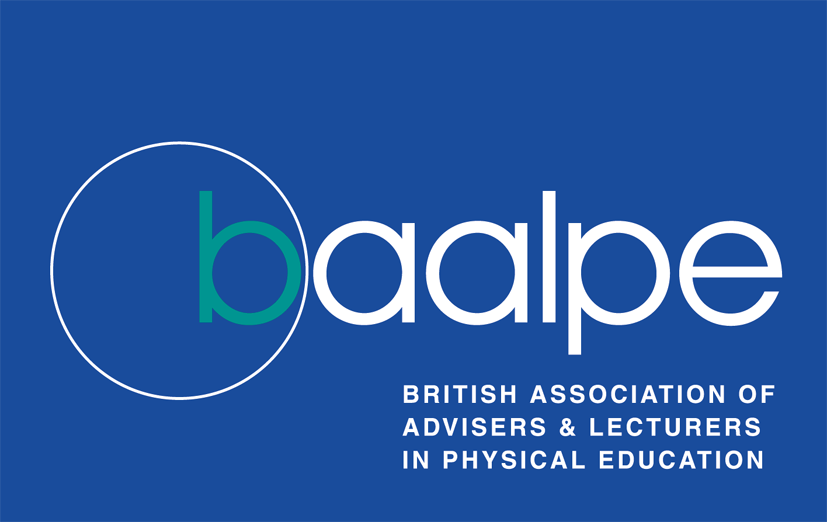 baalpe
BRITISH ASSOCIATION OF
ADVISERS & LECTURERS
IN PHYSICAL EDUCATION